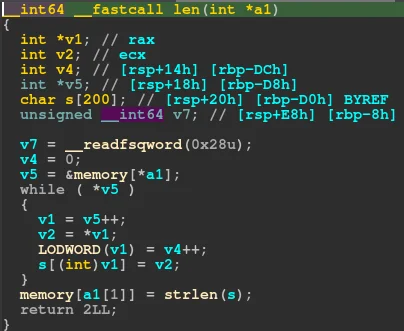 __int64 __fastcall len(int *a1)
{
int *v1; // rax
int v2; // ecx
int v4; // [rsp+14h] [rbp-DCh]
int *v5; // [rsp+18h] [rbp-D8h]
char s[200]; // [rsp+20h] [rbp-D0h] BYREF
unsigned __int64 v7; // [rsp+E8h] [rbp-8h]
v7 = __readfsqword(0x28u);
v4 = 0;
v5 = &memory[*a1];
while ( *v5 )
{
v1 = v5++;
v2 = *v1;
LODWORD(v1) = v4++;
s[(int)v1] = v2;
}
memory[a1[1]] = strlen(s);
return 2LL;
}